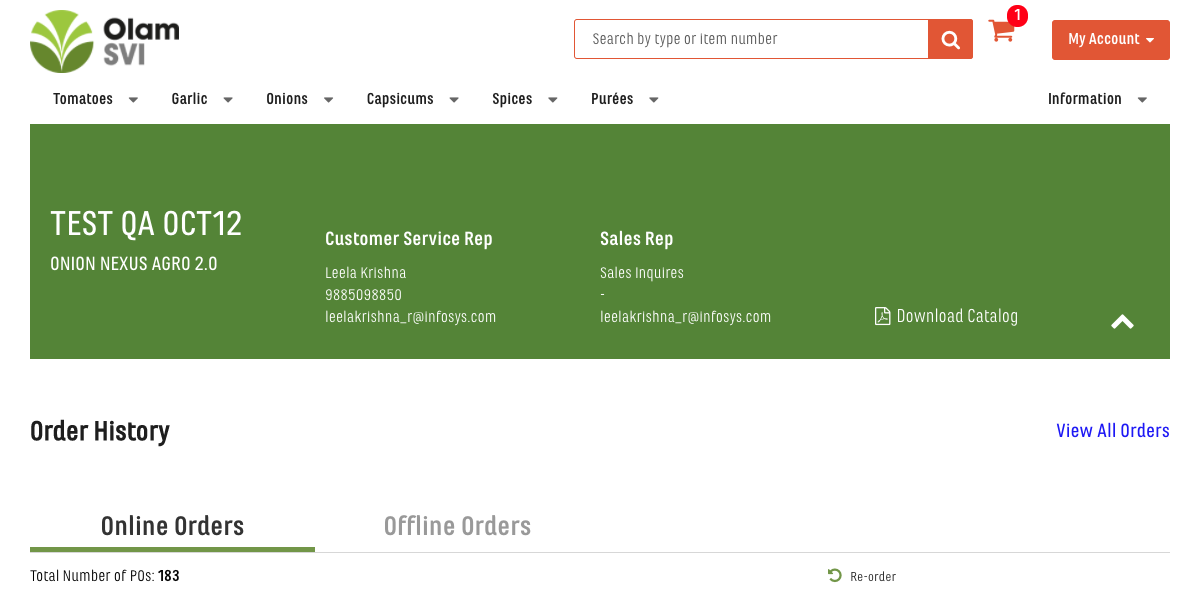 Olam
SVI
Search by type or item number
1
My Account
Tomatoes
Garlic
Onions
Capsicums
Spices
Purées
Information
TEST QA OCT12
ONION NEXUS AGRO 2.0
Customer Service Rep
Leela Krishna
9885098850
leelakrishna_r@infosys.com
Sales Rep
Sales Inquires
-
leelakrishna_r@infosys.com
Download Catalog
Order History
View All Orders
Online Orders
Offline Orders
Total Number of POs: 183
Re-order